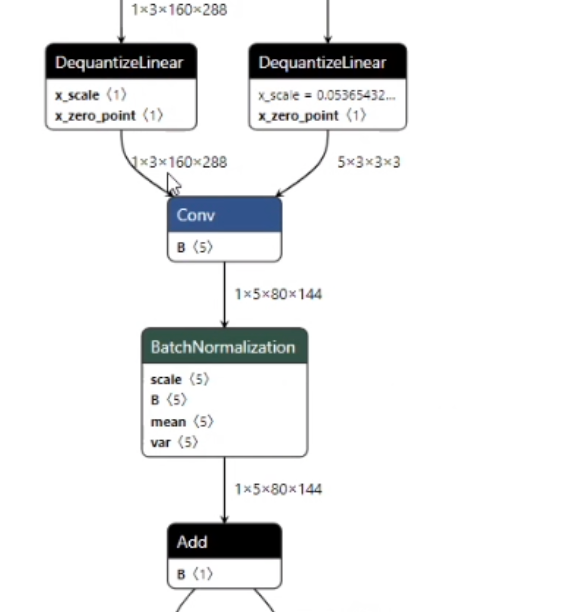 1×3×160×288
DequantizeLinear
x_scale ⟨1⟩
x_zero_point ⟨1⟩
DequantizeLinear
x_scale = 0.05365432...
x_zero_point ⟨1⟩
1×3×160×288
5×3×3×3
Conv
B ⟨5⟩
1×5×80×144
BatchNormalization
scale ⟨5⟩
B ⟨5⟩
mean ⟨5⟩
var ⟨5⟩
1×5×80×144
Add
B ⟨1⟩